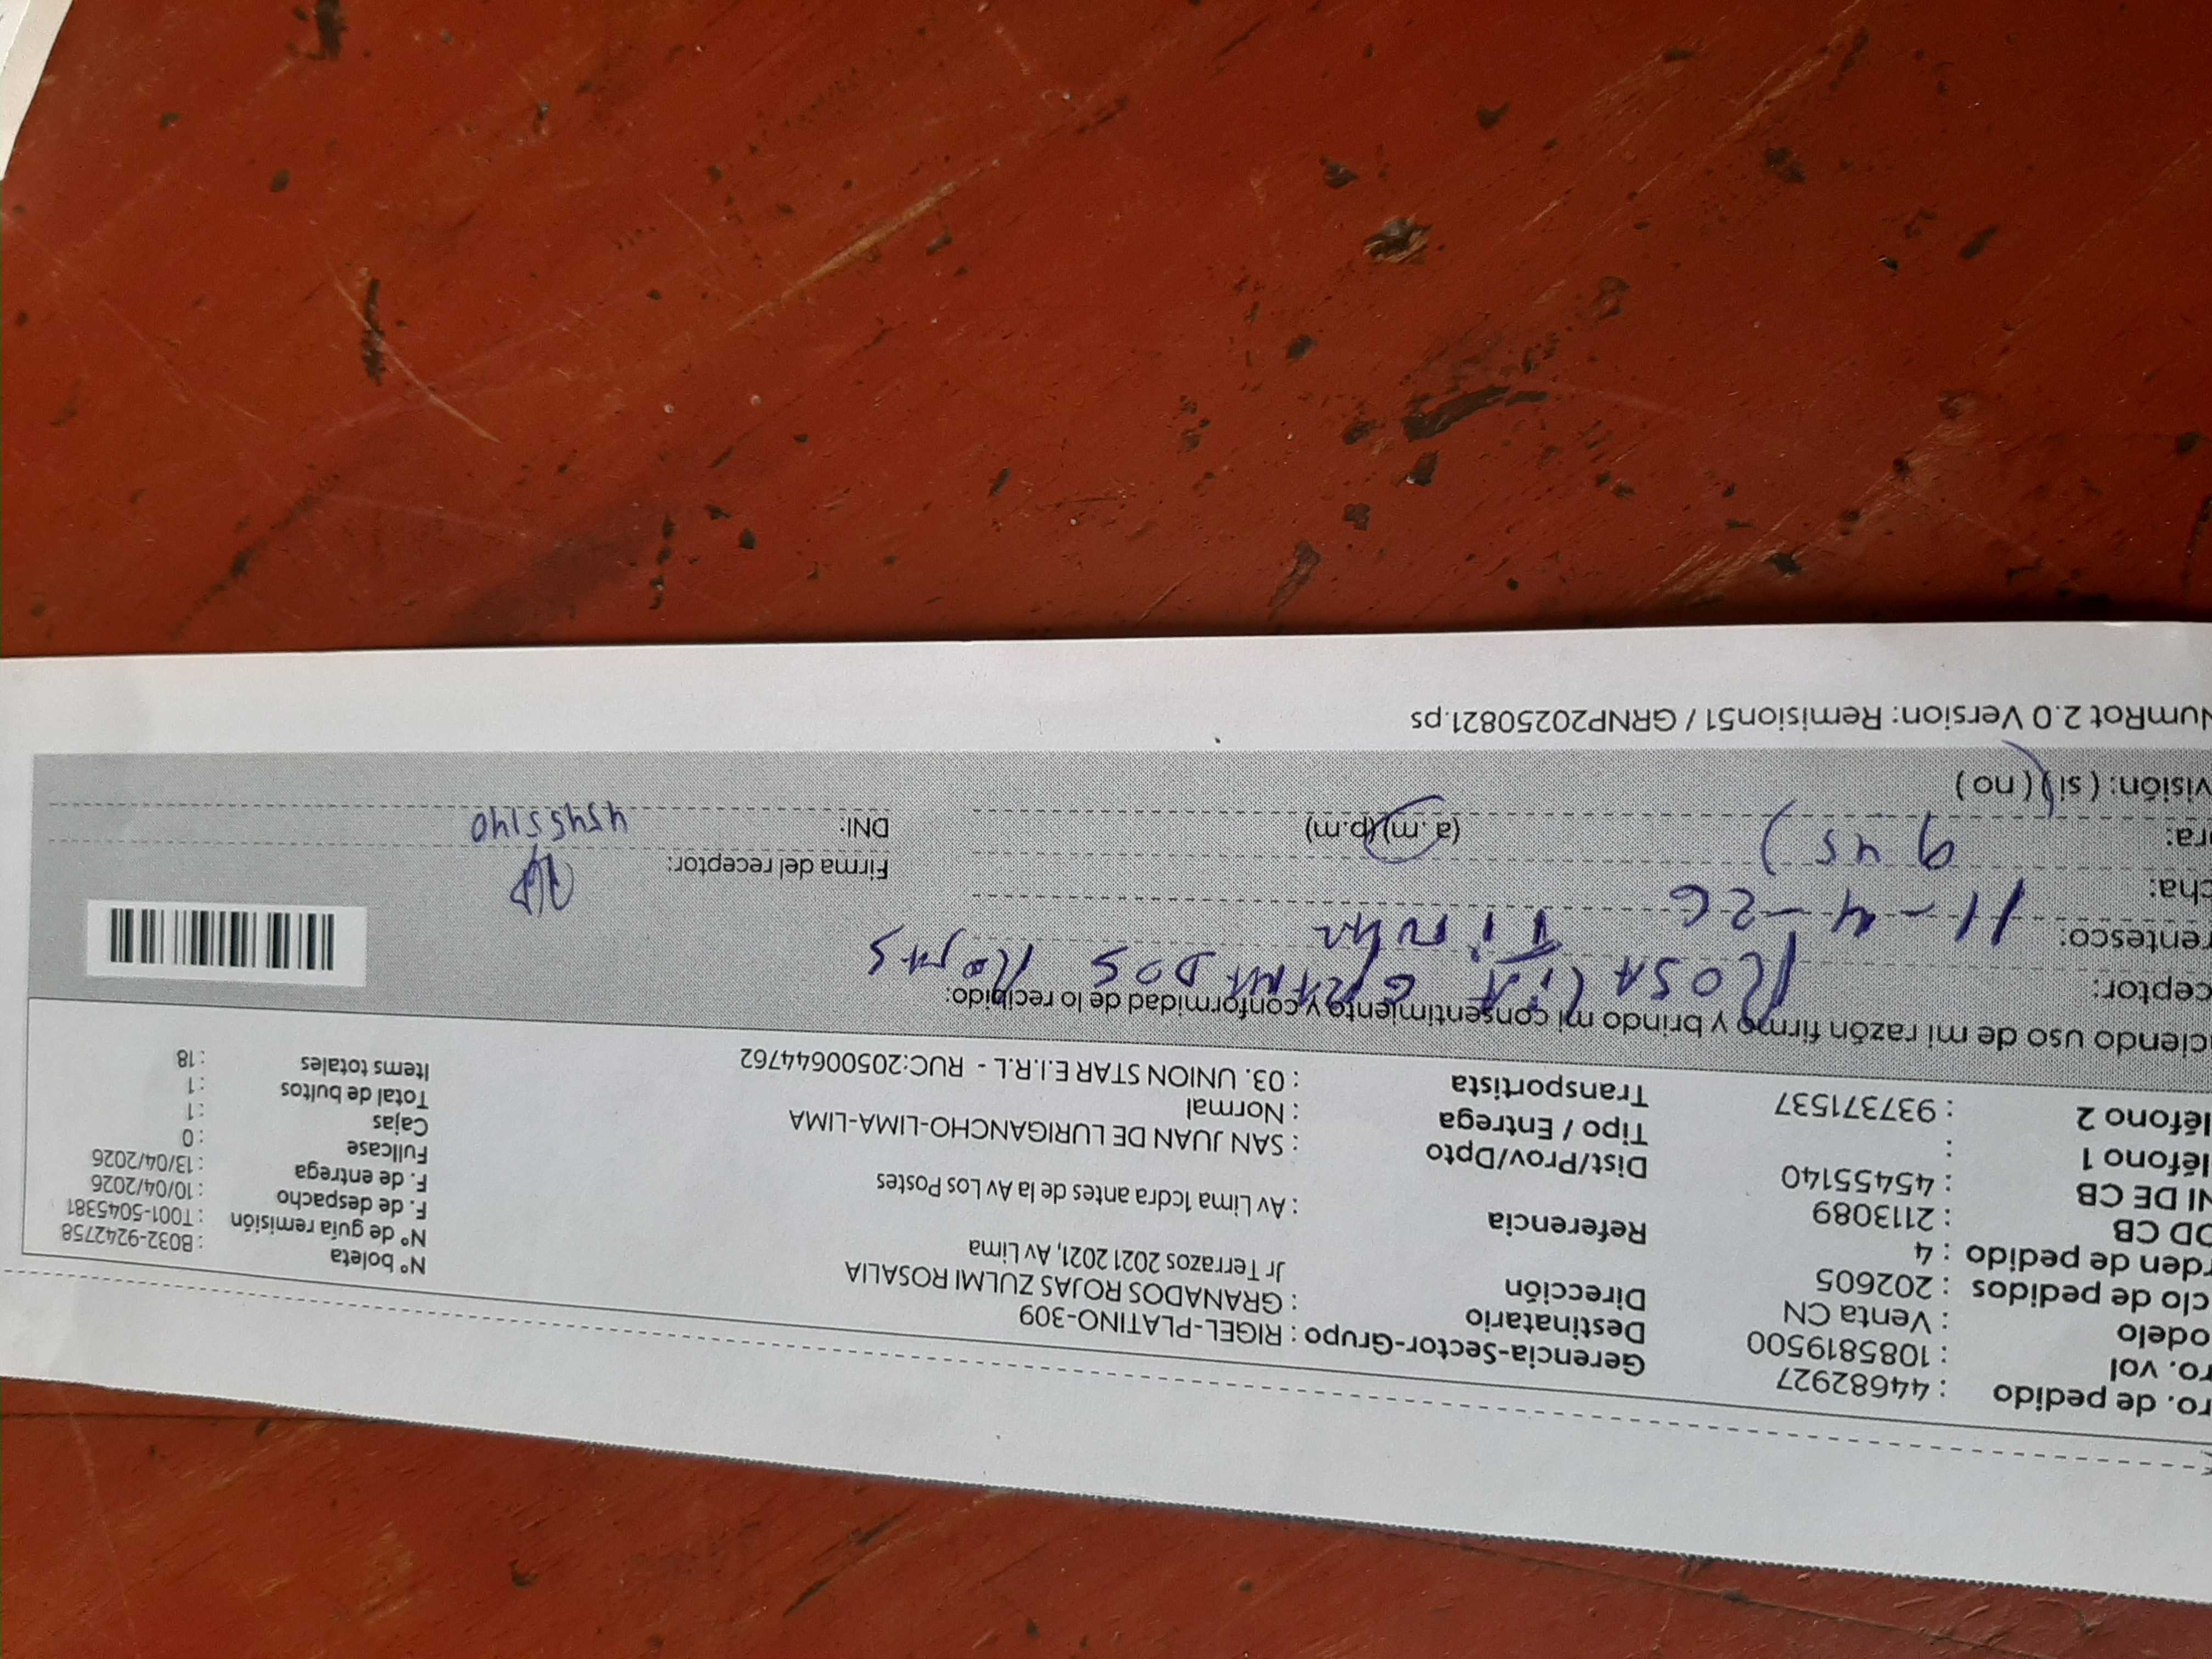 ro. de pedido : 44682927
ro. vol : 1085819500
odelo : Venta CN
clo de pedidos : 202605
rden de pedido : 4
OD CB : 2113089
NI DE CB : 45455140
léfono 1 :
léfono 2 : 937371537
Gerencia-Sector-Grupo : RIGEL-PLATINO-309
Destinatario : GRANADOS ROJAS ZULMI ROSALIA
Dirección Jr Terrazos 2021 2021, Av Lima
Referencia : Av Lima 1cdra antes de la Av Los Postes
Dist/Prov/Dpto : SAN JUAN DE LURIGANCHO-LIMA-LIMA
Tipo / Entrega : Normal
Transportista : 03. UNION STAR E.I.R.L - RUC:20500644762
N° boleta : B032-9242758
N° de guía remisión : T001-5045381
F. de despacho : 10/04/2026
F. de entrega : 13/04/2026
Fullcase : 0
Cajas : 1
Total de bultos : 1
Items totales : 18
ciendo uso de mi razón firmo y brindo mi consentimiento y conformidad de lo recibido:
ceptor: ROSALIA GRANADOS ROJAS
rentesco: Titular
cha: 11-4-26
ra: 9 45 (a.m) (p.m)
visión: ( si ) ( no )
Firma del receptor:
DNI: 45455140
NumRot 2.0 Version: Remision51 / GRNP20250821.ps